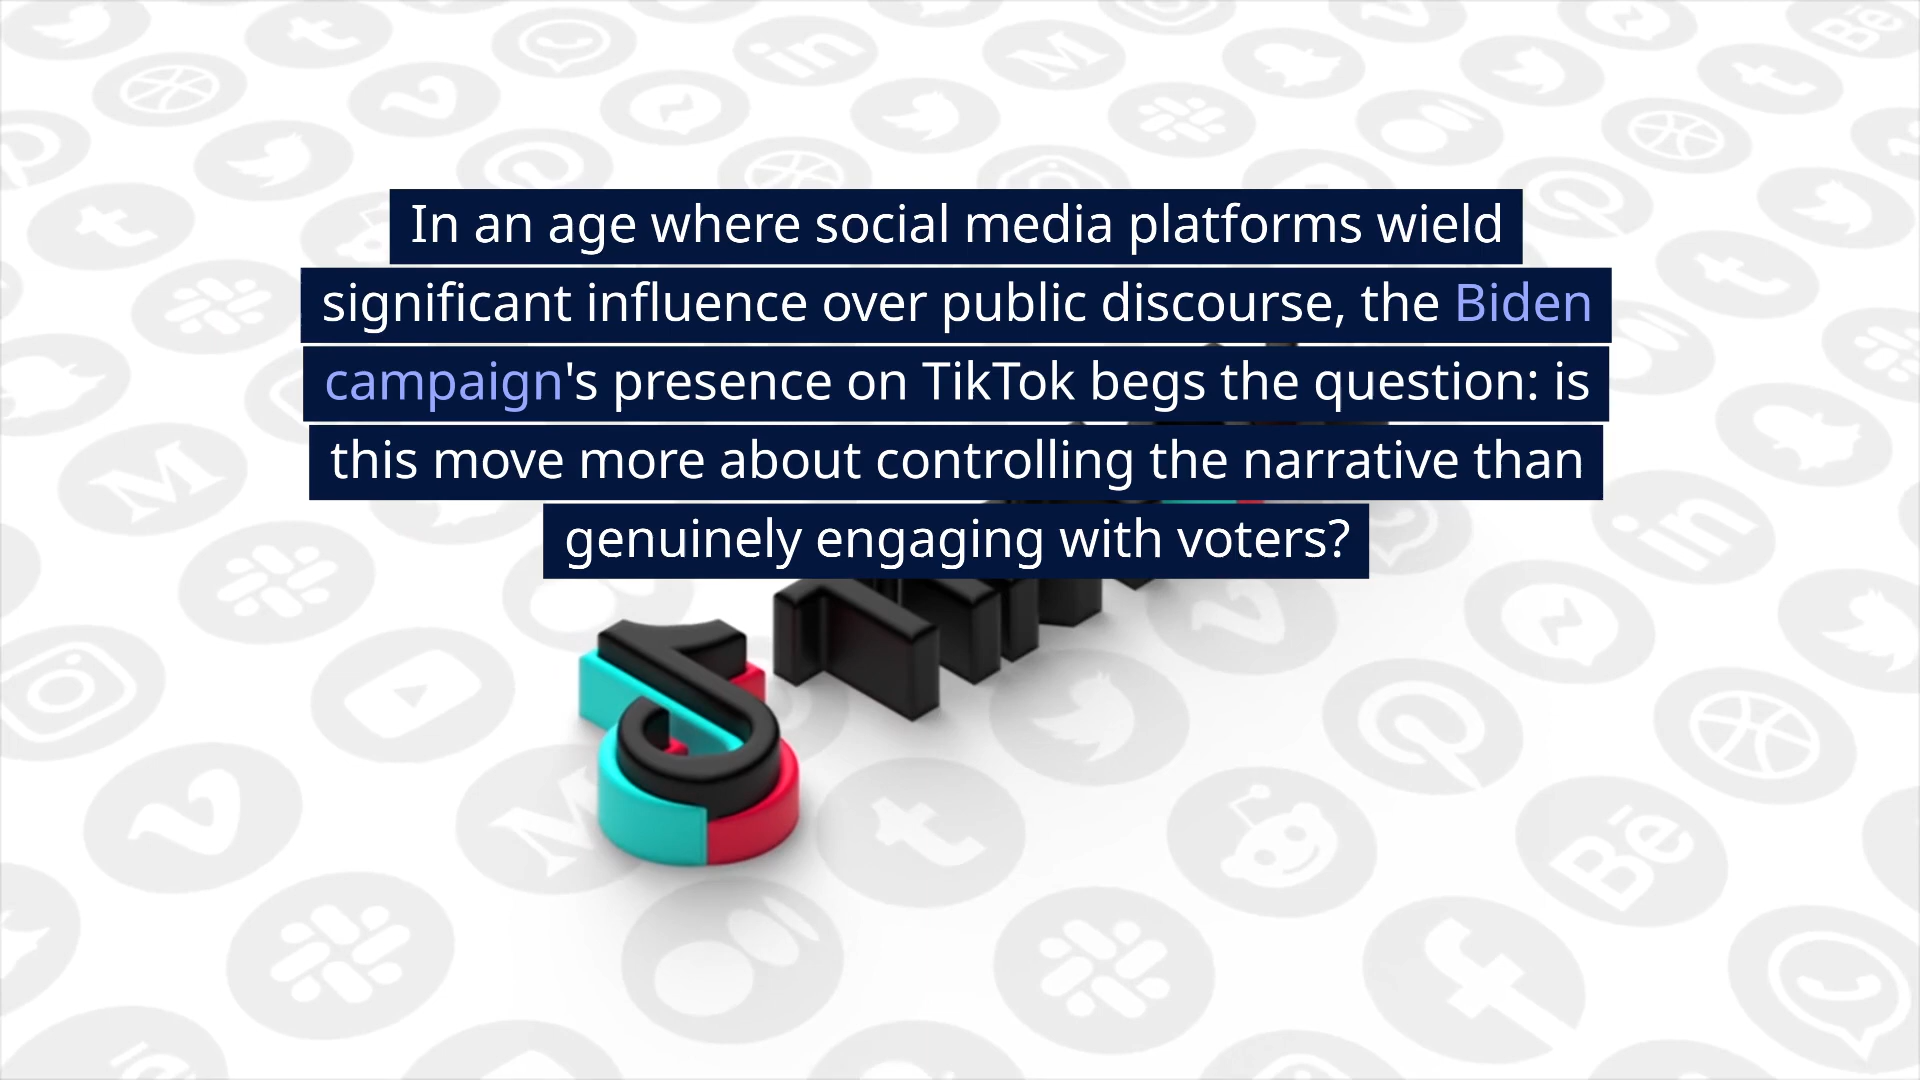 In an age where social media platforms wield
significant influence over public discourse, the Biden
campaign's presence on TikTok begs the question: is
this move more about controlling the narrative than
genuinely engaging with voters?